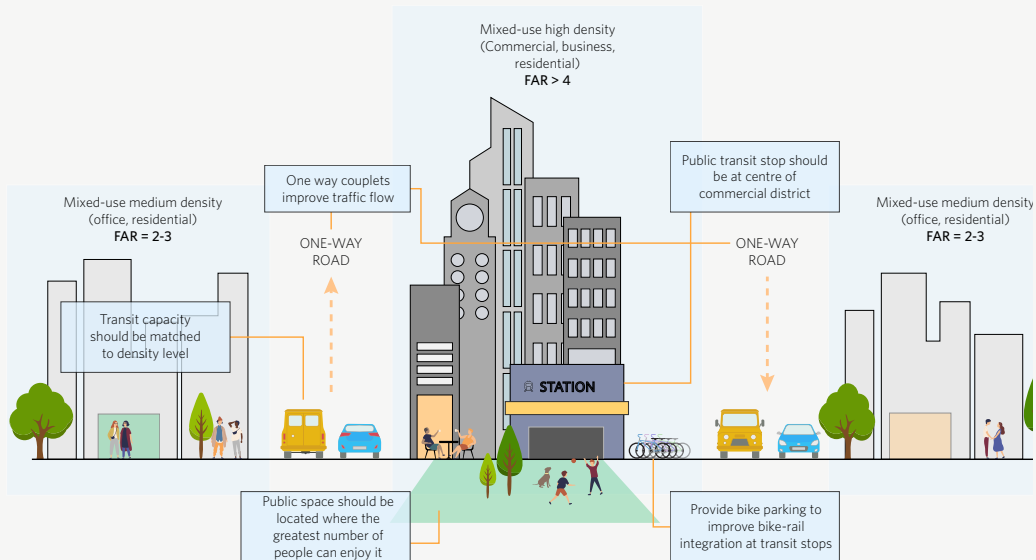 Mixed-use high density
(Commercial, business,
residential)
FAR > 4
One way couplets
improve traffic flow
Public transit stop should
be at centre of
commercial district
Mixed-use medium density
(office, residential)
FAR = 2-3
Mixed-use medium density
(office, residential)
FAR = 2-3
ONE-WAY
ROAD
ONE-WAY
ROAD
Transit capacity
should be matched
to density level
STATION
Public space should be
located where the
greatest number of
people can enjoy it
Provide bike parking to
improve bike-rail
integration at transit stops